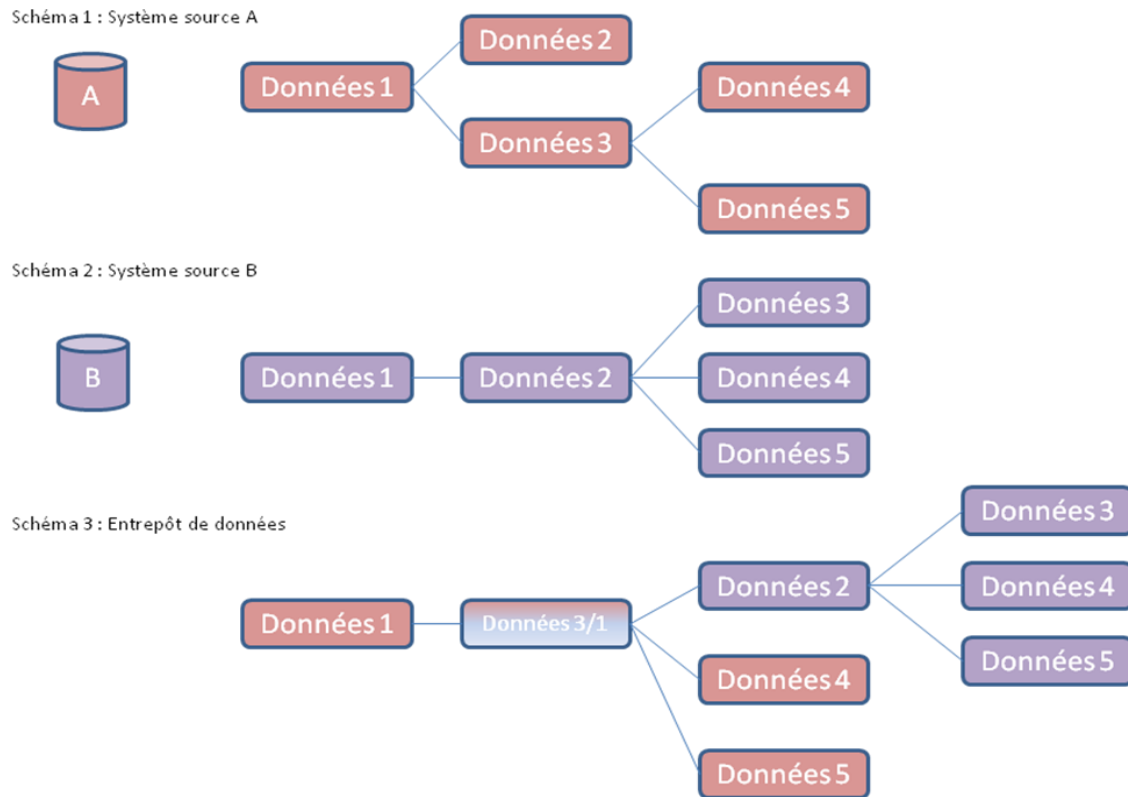 Schéma 1 : Système source A
A
Données 1
Données 2
Données 3
Données 4
Données 5
Schéma 2 : Système source B
B
Données 1
Données 2
Données 3
Données 4
Données 5
Schéma 3 : Entrepôt de données
Données 1
Données 3/1
Données 2
Données 4
Données 5
Données 3
Données 4
Données 5